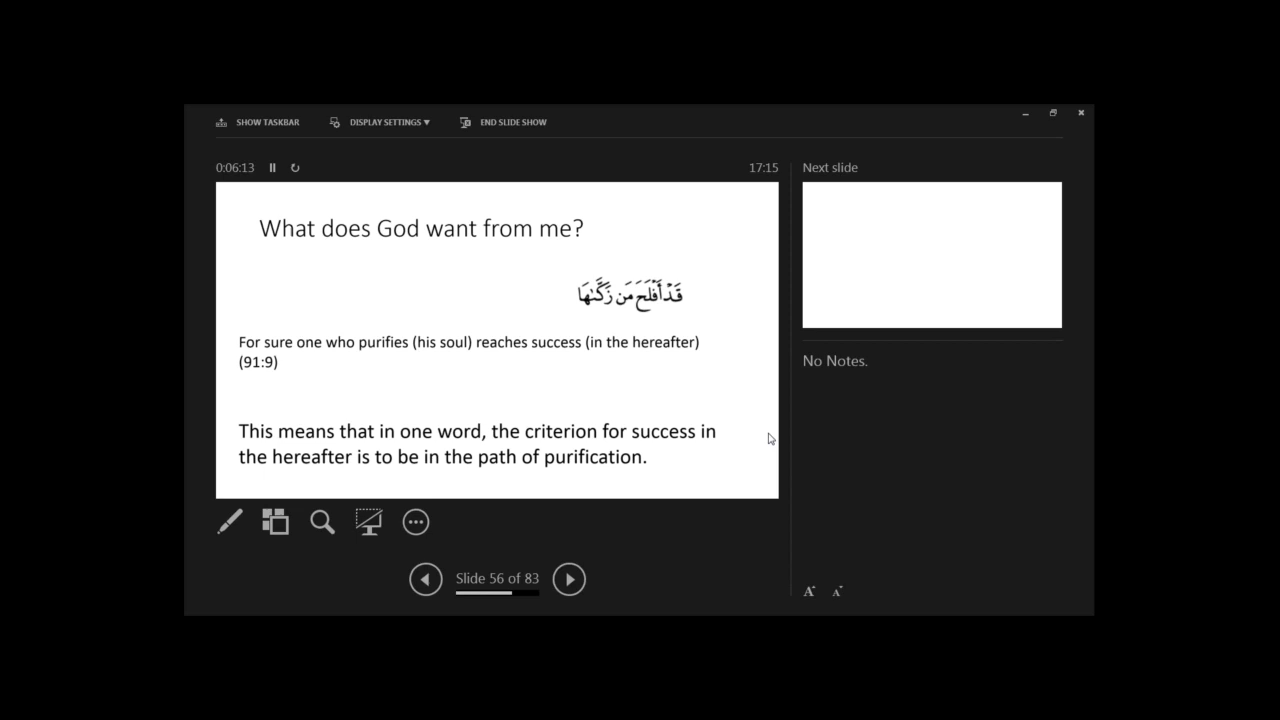 SHOW TASKBAR DISPLAY SETTINGS ▼ END SLIDE SHOW
0:06:13 17:15 Next slide
What does God want from me?
قَدْ أَفْلَحَ مَن زَكَّىٰهَا
For sure one who purifies (his soul) reaches success (in the hereafter)
(91:9)
This means that in one word, the criterion for success in
the hereafter is to be in the path of purification.
No Notes.
Slide 56 of 83
A A